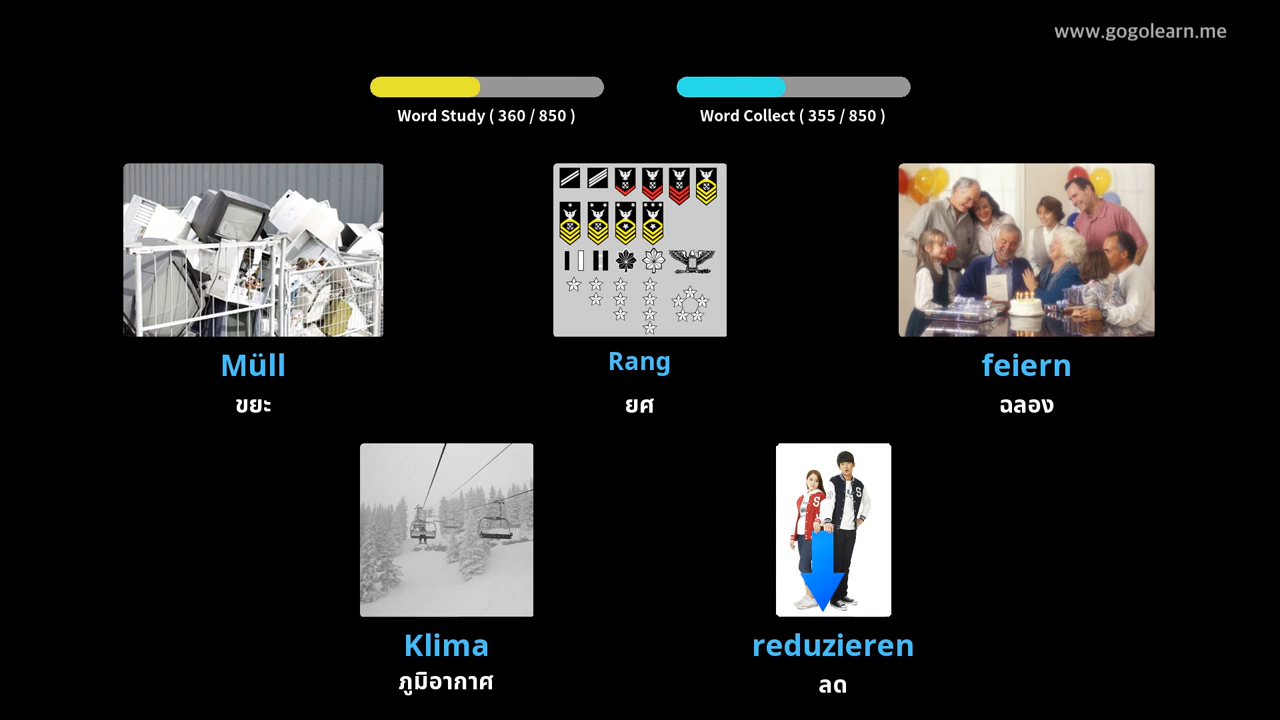 www.gogolearn.me
Word Study ( 360 / 850 )
Word Collect ( 355 / 850 )
Müll
ขยะ
Rang
ยศ
feiern
ฉลอง
Klima
ภูมิอากาศ
reduzieren
ลด